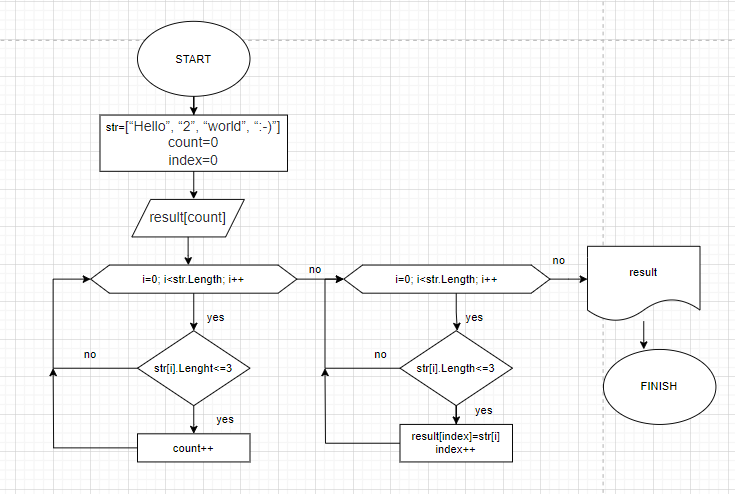 START
str=[“Hello”, “2”, “world”, “:-)”]
count=0
index=0
result[count]
i=0; i<str.Length; i++
no
i=0; i<str.Length; i++
no
result
yes
yes
no
str[i].Lenght<=3
no
str[i].Length<=3
FINISH
yes
yes
count++
result[index]=str[i]
index++